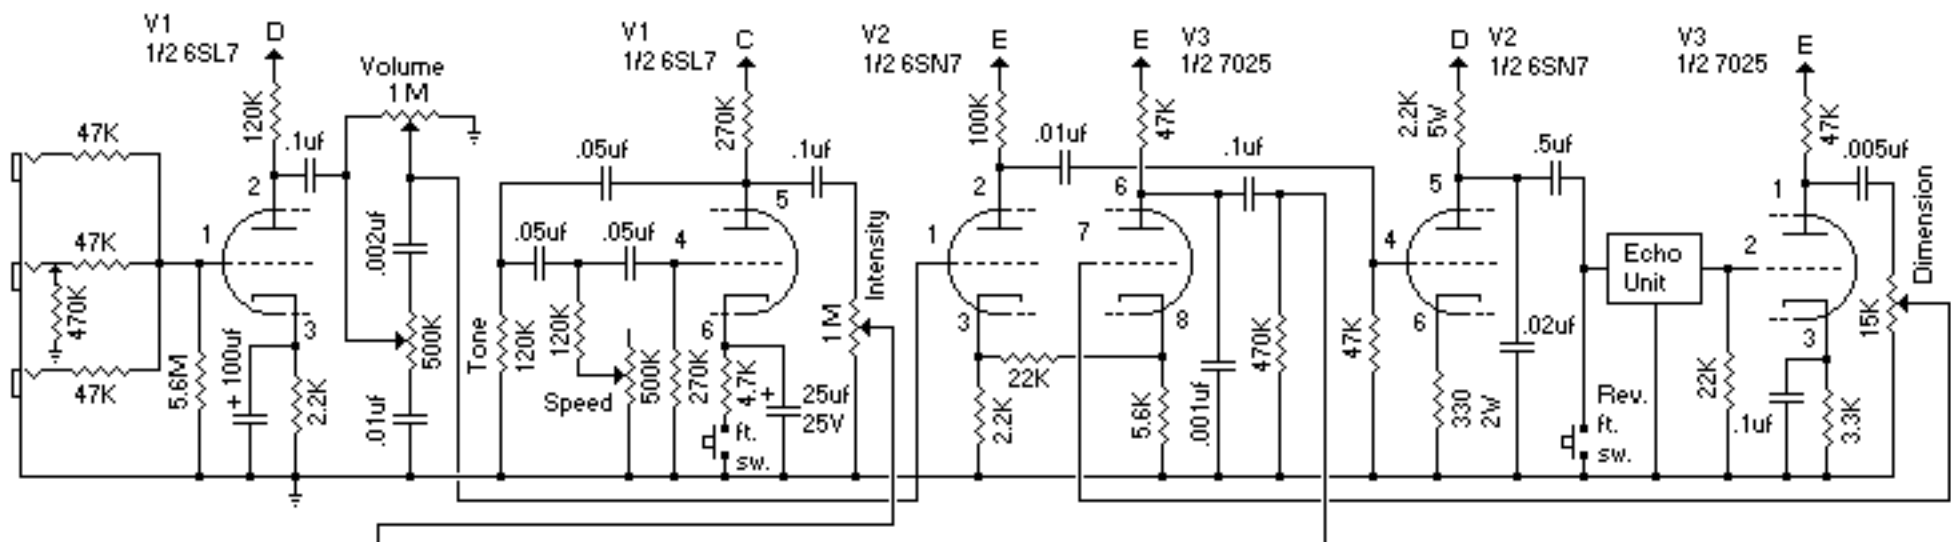 V1
1/2 6SL7
D
Volume
1 M
120K
47K
47K
47K
470K
5.6M
.1uf
2
1
3
+ 100uf
2.2K
.002uf
500K
.01uf
Tone
V1
1/2 6SL7
C
270K
.05uf
.1uf
.05uf
.05uf
4
5
6
120K
120K
Speed
500K
270K
4.7K
+
25uf
25V
ft.
sw.
1 M
Intensity
V2
1/2 6SN7
E
100K
.01uf
2
1
3
22K
2.2K
E
V3
1/2 7025
47K
.1uf
6
7
8
5.6K
.001uf
470K
D
V2
1/2 6SN7
2.2K
5W
.5uf
5
4
6
47K
330
2W
.02uf
Rev.
ft.
sw.
Echo
Unit
V3
1/2 7025
E
47K
.005uf
1
2
3
22K
.1uf
3.3K
15K
Dimension